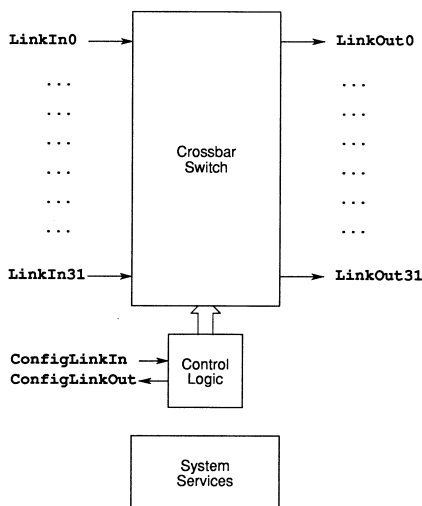 LinkIn0
LinkOut0
... ...
... ...
... ...
... ...
... ...
Crossbar
Switch
LinkIn31
LinkOut31
ConfigLinkIn
ConfigLinkOut
Control
Logic
System
Services